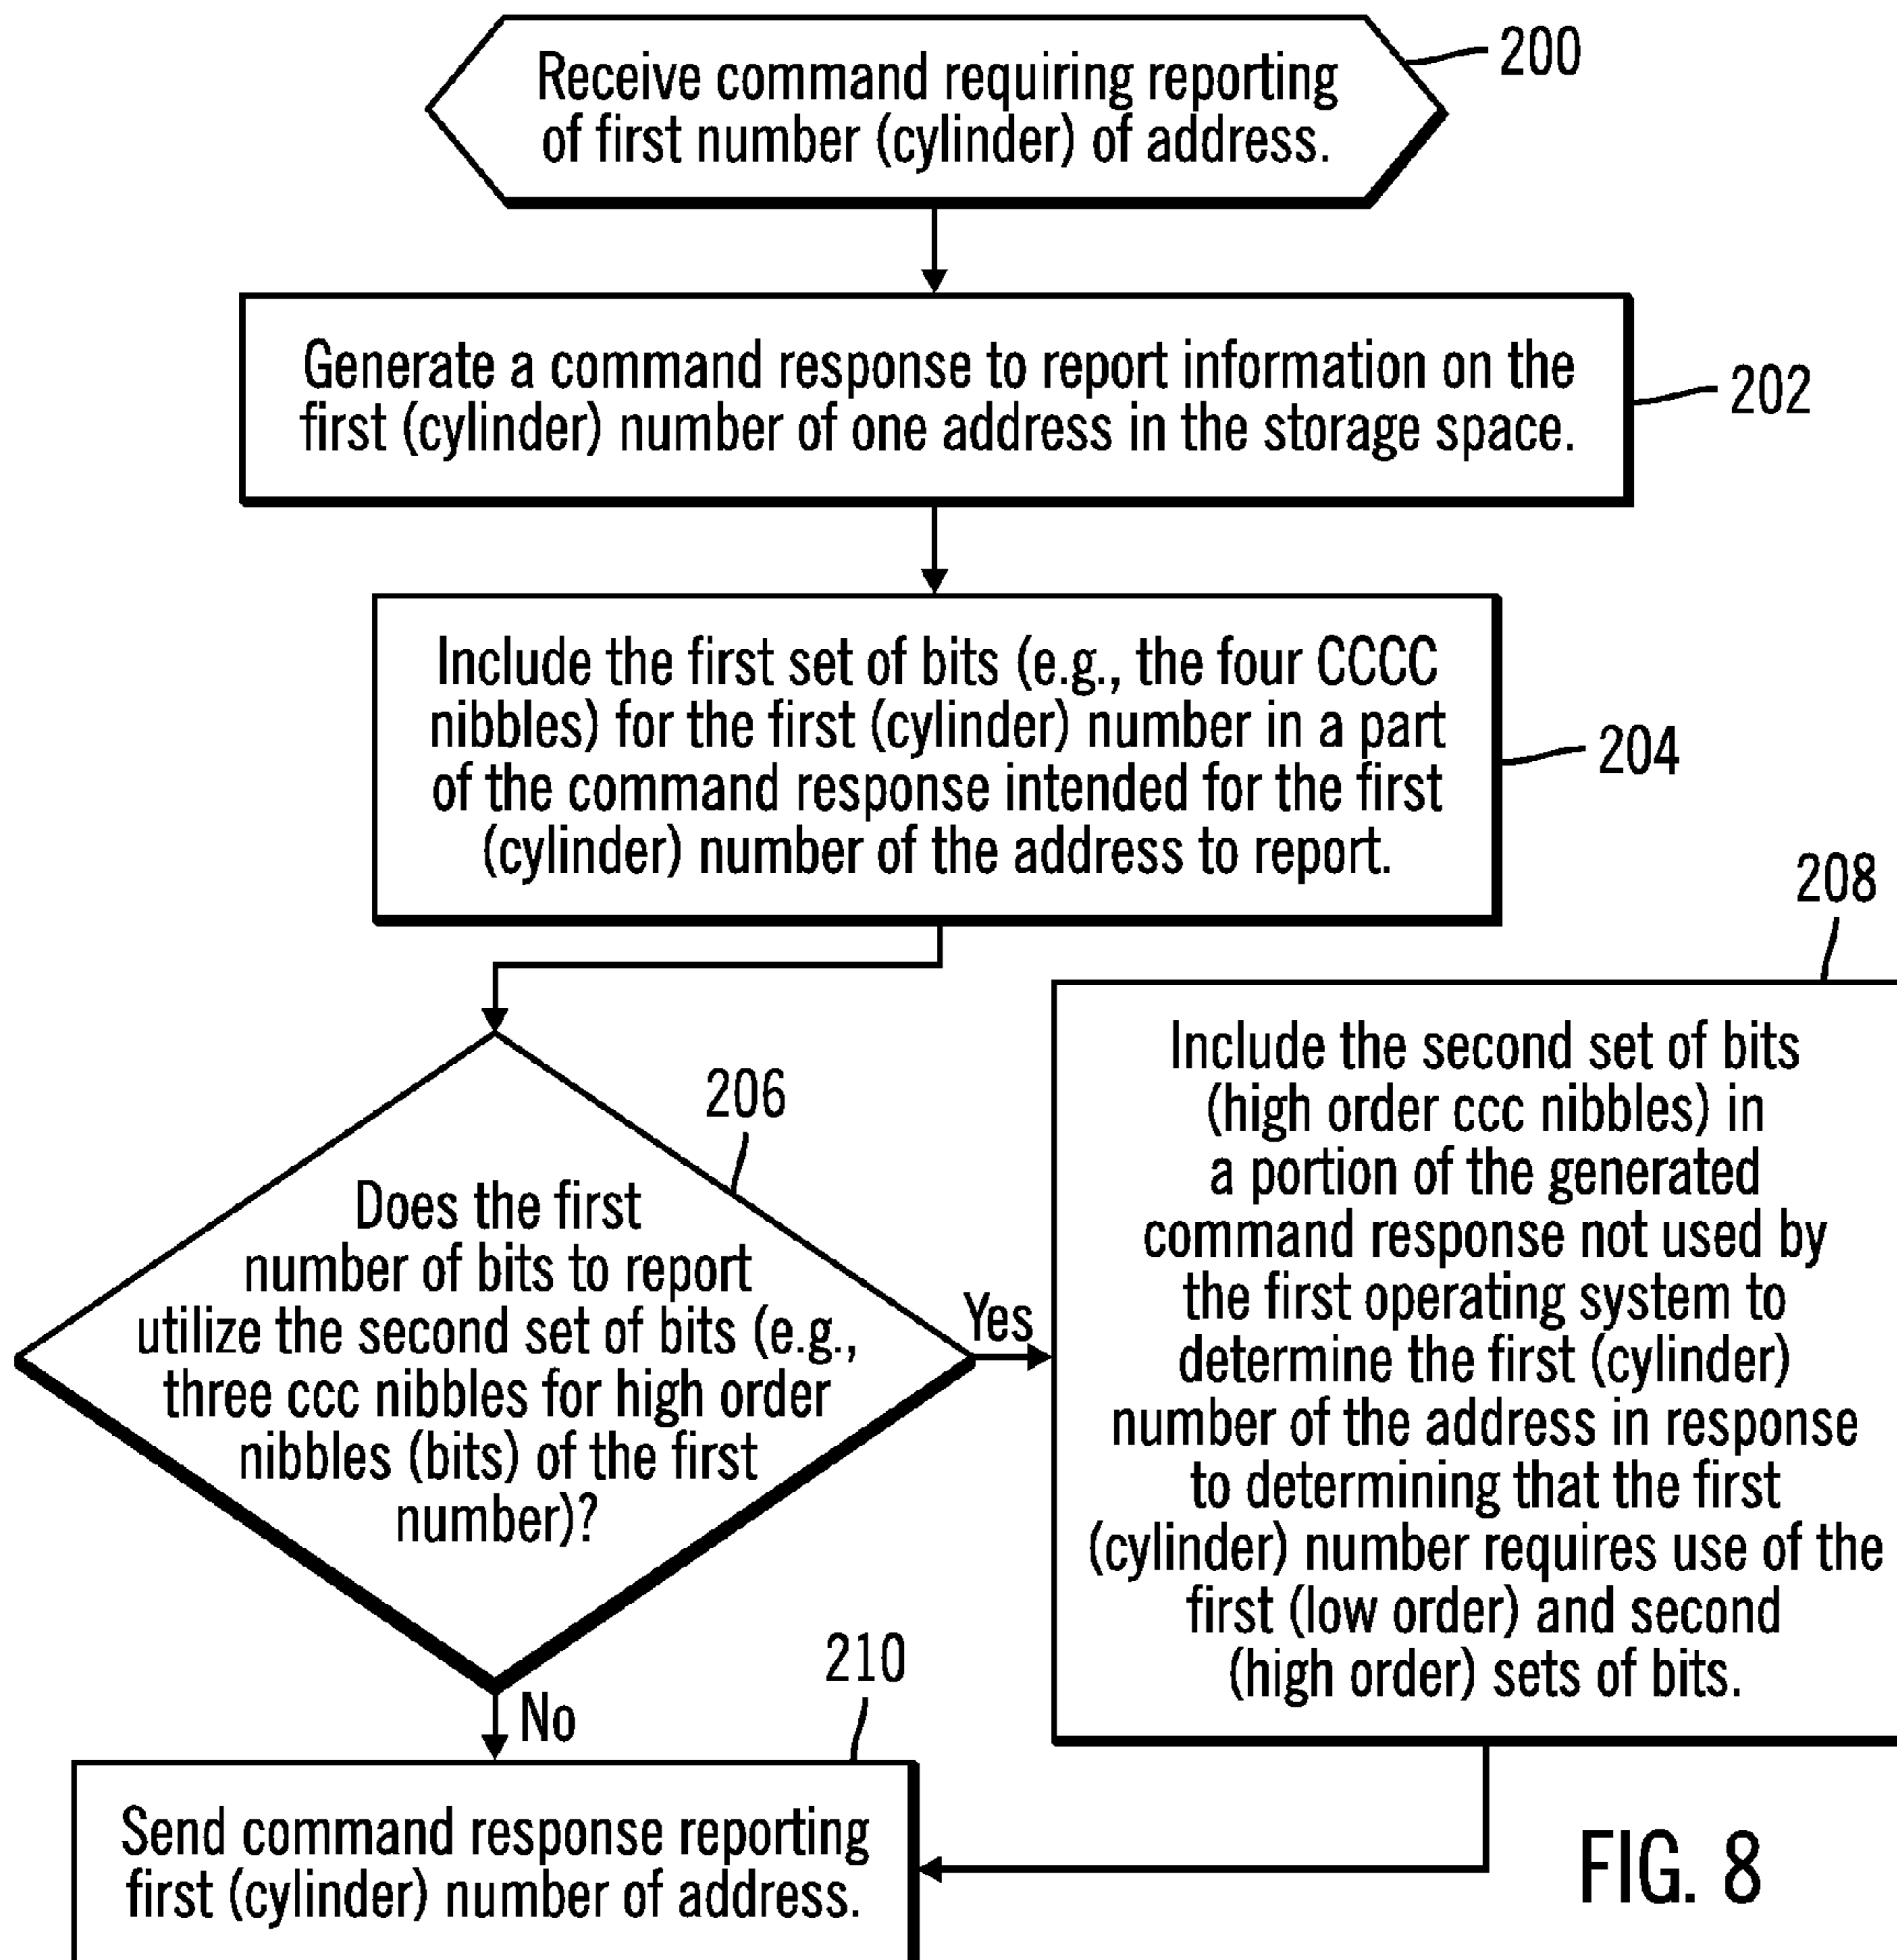 Receive command requiring reporting
of first number (cylinder) of address.
200
Generate a command response to report information on the
first (cylinder) number of one address in the storage space.
202
Include the first set of bits (e.g., the four CCCC
nibbles) for the first (cylinder) number in a part
of the command response intended for the first
(cylinder) number of the address to report.
204
206
Does the first
number of bits to report
utilize the second set of bits (e.g.,
three ccc nibbles for high order
nibbles (bits) of the first
number)?
Yes
208
Include the second set of bits
(high order ccc nibbles) in
a portion of the generated
command response not used by
the first operating system to
determine the first (cylinder)
number of the address in response
to determining that the first
(cylinder) number requires use of the
first (low order) and second
(high order) sets of bits.
No
210
Send command response reporting
first (cylinder) number of address.
FIG. 8